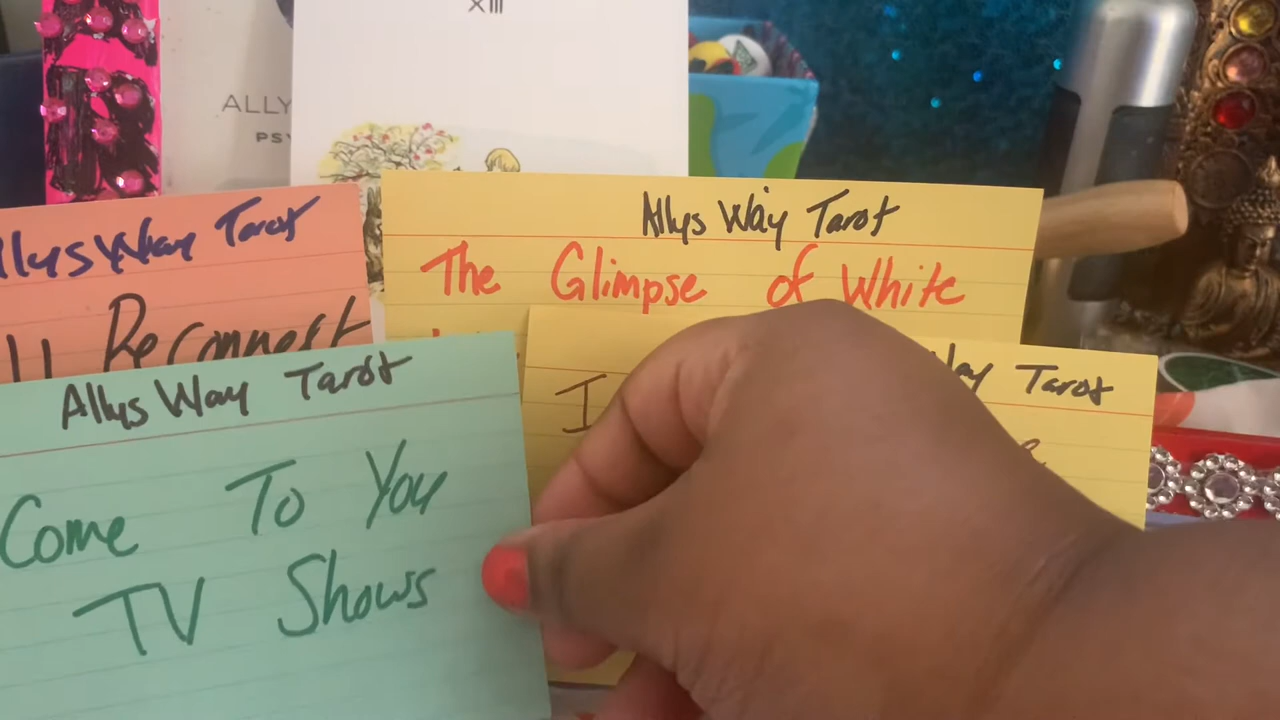 XIII
ALLY
PSY
Allys Way Tarot
Reconnect
Allys Way Tarot
The Glimpse of White
I
Way Tarot
Allys Way Tarot
Come To You
TV Shows